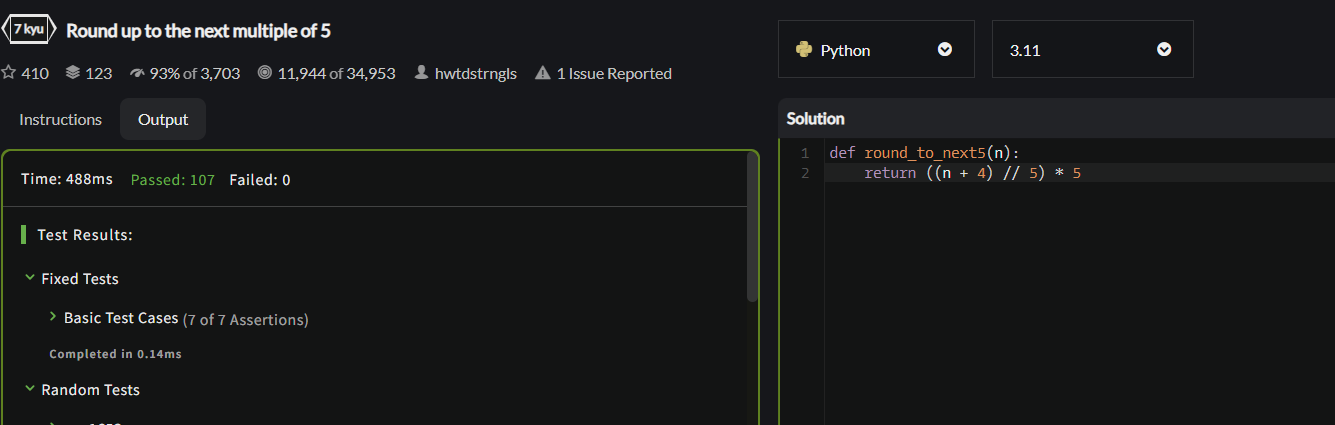 7 kyu Round up to the next multiple of 5
410 123 93% of 3,703 11,944 of 34,953 hwtdstrngls 1 Issue Reported
Python 3.11
Instructions Output
Time: 488ms Passed: 107 Failed: 0
Test Results:
Fixed Tests
Basic Test Cases (7 of 7 Assertions)
Completed in 0.14ms
Random Tests
Solution
1 def round_to_next5(n):
2 return ((n + 4) // 5) * 5